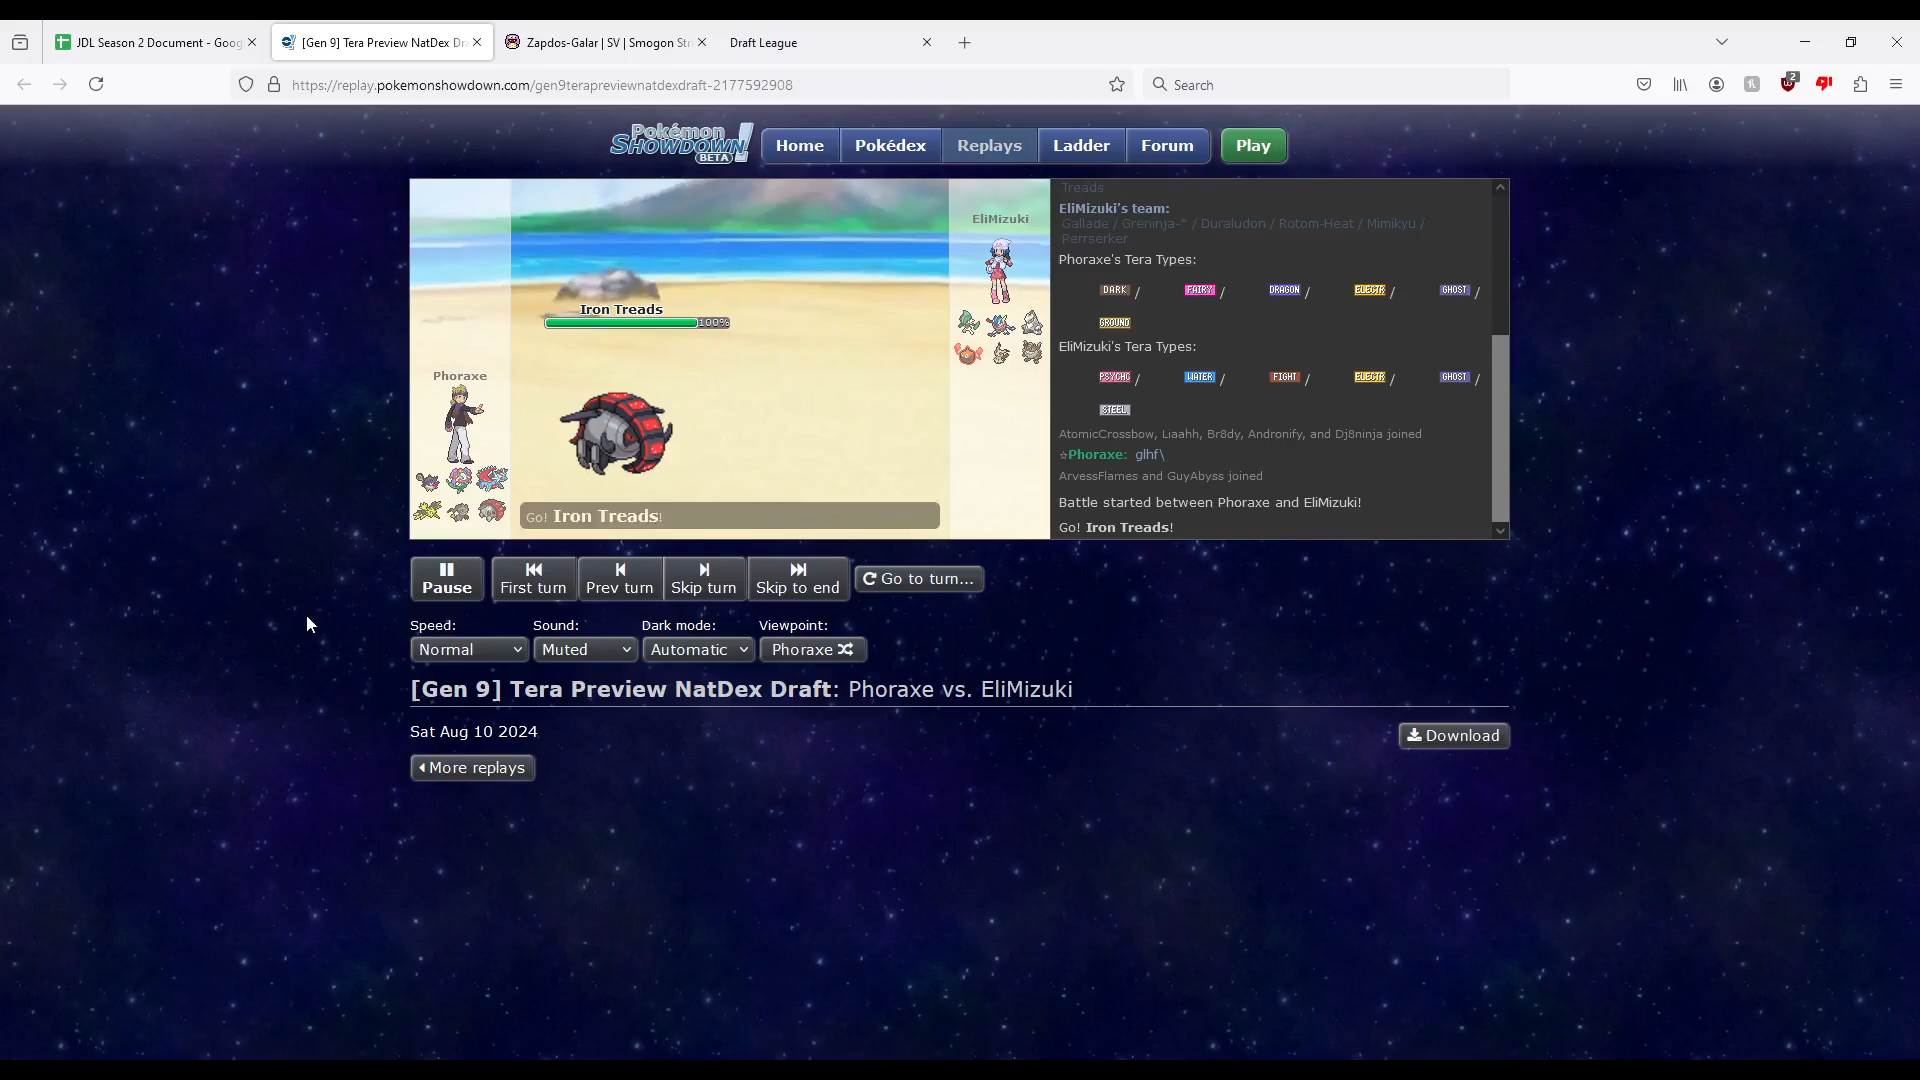 JDL Season 2 Document - Goog
[Gen 9] Tera Preview NatDex Dr
Zapdos-Galar | SV | Smogon Str
Draft League
https://replay.pokemonshowdown.com/gen9terapreviewnatdexdraft-2177592908
Search
2
Pokémon
SHOWDOWN!
BETA
Home
Pokédex
Replays
Ladder
Forum
Play
EliMizuki
Iron Treads
100%
Phoraxe
Go! Iron Treads!
Treads
EliMizuki's team:
Gallade / Greninja-* / Duraludon / Rotom-Heat / Mimikyu /
Perrserker
Phoraxe's Tera Types:
DARK / FAIRY / DRAGON / ELECTR / GHOST /
GROUND
EliMizuki's Tera Types:
PSYCHC / WATER / FIGHT / ELECTR / GHOST /
STEEL
AtomicCrossbow, Liaahh, Br8dy, Andronify, and Dj8ninja joined
☆Phoraxe: glhf\
ArvessFlames and GuyAbyss joined
Battle started between Phoraxe and EliMizuki!
Go! Iron Treads!
Pause
First turn
Prev turn
Skip turn
Skip to end
Go to turn...
Speed:
Sound:
Dark mode:
Viewpoint:
Normal
Muted
Automatic
Phoraxe
[Gen 9] Tera Preview NatDex Draft: Phoraxe vs. EliMizuki
Sat Aug 10 2024
Download
More replays